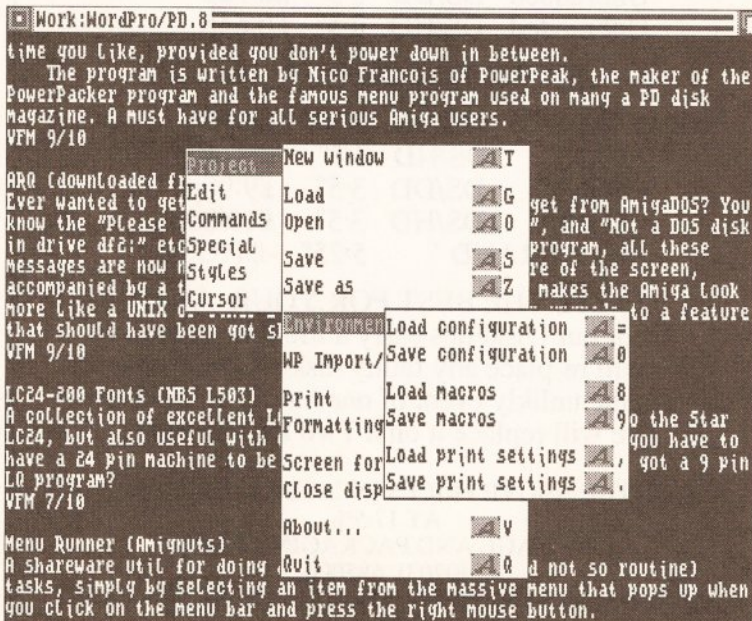 Work:WordPro/PD.8
time you like, provided you don't power down in between.
The program is written by Nico Francois of PowerPeak, the maker of the
PowerPacker program and the famous menu program used on many a PD disk
magazine. A must have for all serious Amiga users.
VFM 9/10
ARQ (downloaded fr
Ever wanted to get get from AmigaDOS? You
know the "Please i ", and "Not a DOS disk
in drive df2:" etc program, all these
messages are now n re of the screen,
accompanied by a t makes the Amiga look
more like a UNIX o to a feature
that should have been got s
VFM 9/10
LC24-200 Fonts (NBS L503)
A collection of excellent L o the Star
LC24, but also useful with you have to
have a 24 pin machine to be got a 9 pin
LQ program?
VFM 7/10
Menu Runner (Amignuts)
A shareware util for doing d not so routine)
tasks, simply by selecting an item from the massive menu that pops up when
you click on the menu bar and press the right mouse button.
Project
Edit
Commands
Special
Styles
Cursor
New window A T
Load A G
Open A O
Save A S
Save as A Z
Environmen
WP Import/
Print
Formatting
Screen for
Close disp
About... A V
Quit A Q
Load configuration A =
Save configuration A 0
Load macros A 8
Save macros A 9
Load print settings A ,
Save print settings A .